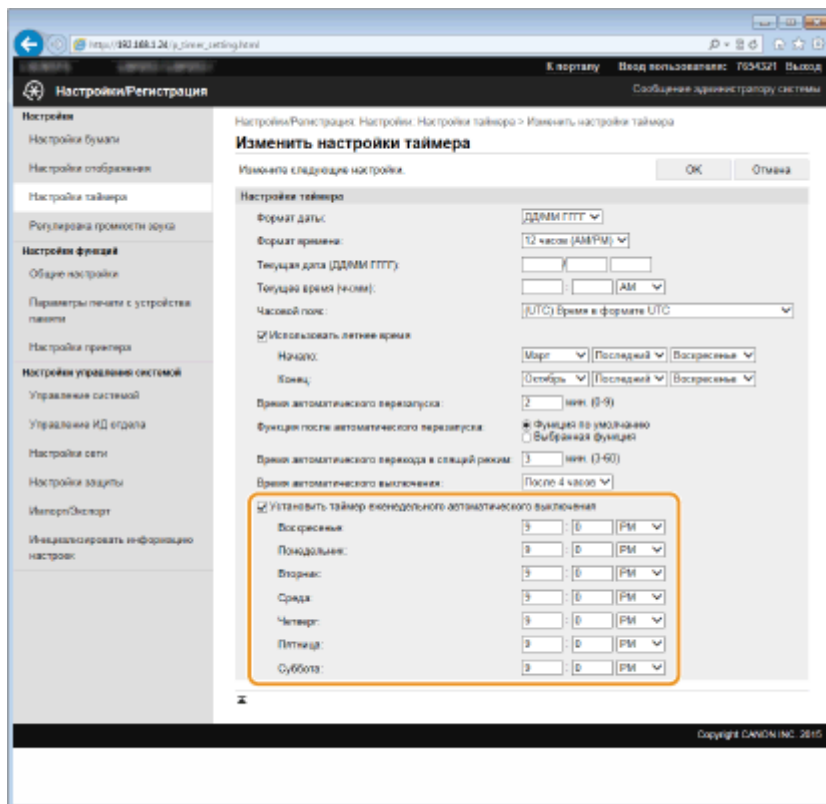 http://192.168.1.24/p_timer_setting.html
К порталу Вход пользователя: 7654321 Выход
Настройки/Регистрация
Сообщение администратору системы
Настройки
Настройки бумаги
Настройки отображения
Настройки таймера
Регулировка громкости звука
Настройки функций
Общие настройки
Параметры печати с устройства памяти
Настройки принтера
Настройки управления системой
Управление системой
Управление ИД отдела
Настройки сети
Настройки защиты
Импорт/Экспорт
Инициализировать информацию настроек
Настройки/Регистрация: Настройки: Настройки таймера > Изменить настройки таймера
Изменить настройки таймера
Измените следующие настройки.
OK Отмена
Настройки таймера
Формат даты: ДД/MM ГГГГ
Формат времени: 12 часов (AM/PM)
Текущая дата (ДД/MM ГГГГ): /
Текущее время (чч:мм): : AM
Часовой пояс: (UTC) Время в формате UTC
Использовать летнее время
Начало: Март Последний Воскресенье
Конец: Октябрь Последний Воскресенье
Время автоматического перезапуска: 2 мин. (0-9)
Функция после автоматического перезапуска: Функция по умолчанию
Выбранная функция
Время автоматического перехода в спящий режим: 3 мин. (3-60)
Время автоматического выключения: После 4 часов
Установить таймер еженедельного автоматического выключения
Воскресенье: 9 : 0 PM
Понедельник: 9 : 0 PM
Вторник: 9 : 0 PM
Среда: 9 : 0 PM
Четверг: 9 : 0 PM
Пятница: 9 : 0 PM
Суббота: 9 : 0 PM
Copyright CANON INC. 2015